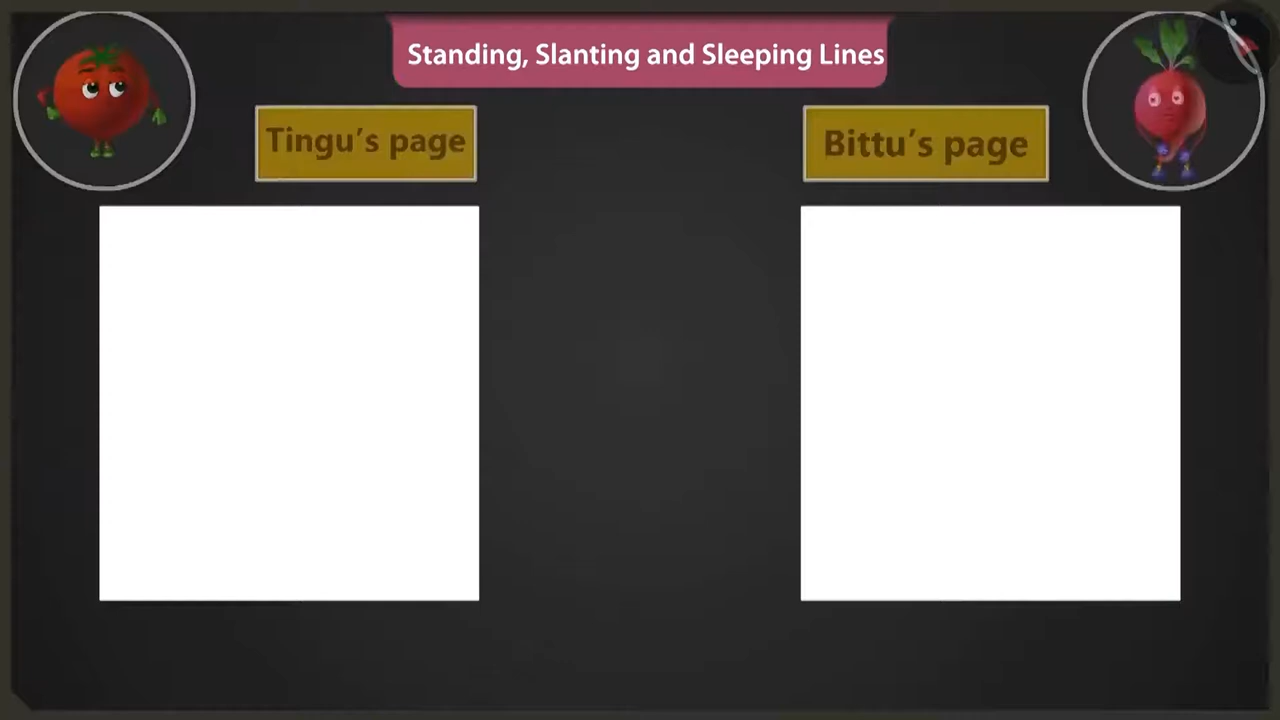 Standing, Slanting and Sleeping Lines
Tingu's page
Bittu's page